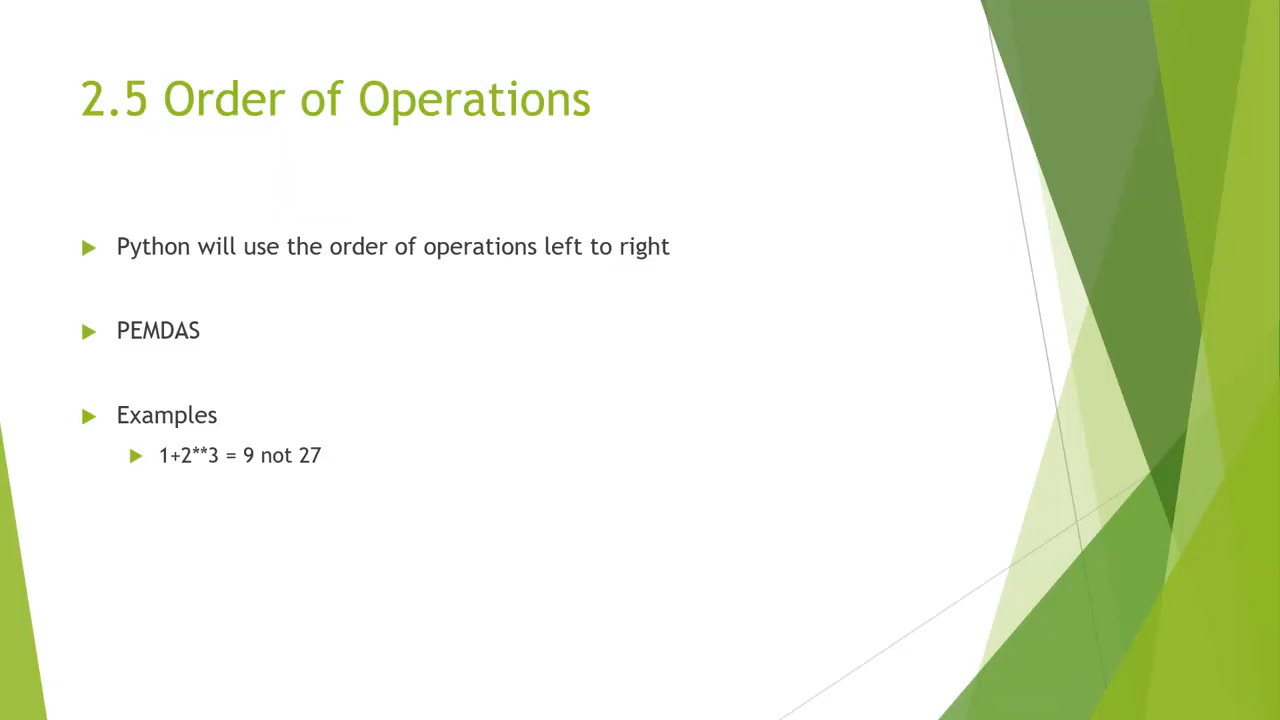 2.5 Order of Operations
Python will use the order of operations left to right
PEMDAS
Examples
1+2**3 = 9 not 27